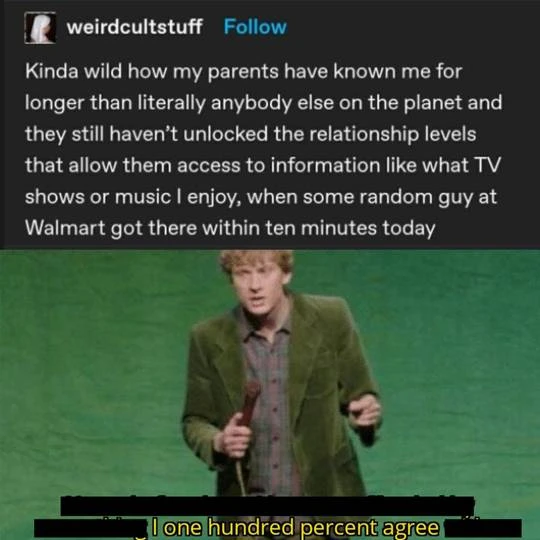 weirdcultstuff Follow
Kinda wild how my parents have known me for
longer than literally anybody else on the planet and
they still haven't unlocked the relationship levels
that allow them access to information like what TV
shows or music I enjoy, when some random guy at
Walmart got there within ten minutes today
I one hundred percent agree